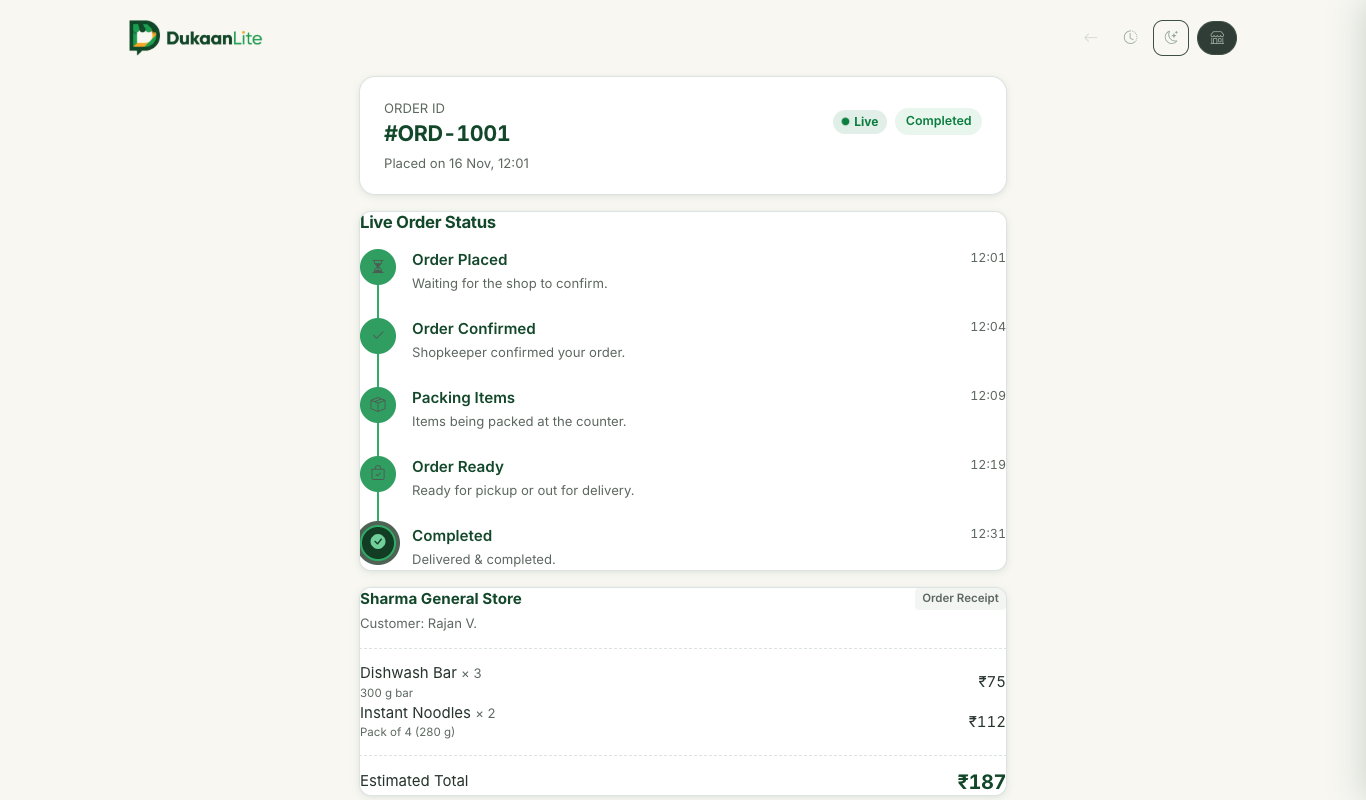 DukaanLite
ORDER ID
#ORD-1001
Live
Completed
Placed on 16 Nov, 12:01
Live Order Status
Order Placed
12:01
Waiting for the shop to confirm.
Order Confirmed
12:04
Shopkeeper confirmed your order.
Packing Items
12:09
Items being packed at the counter.
Order Ready
12:19
Ready for pickup or out for delivery.
Completed
12:31
Delivered & completed.
Sharma General Store
Order Receipt
Customer: Rajan V.
Dishwash Bar × 3
₹75
300 g bar
Instant Noodles × 2
₹112
Pack of 4 (280 g)
Estimated Total
₹187